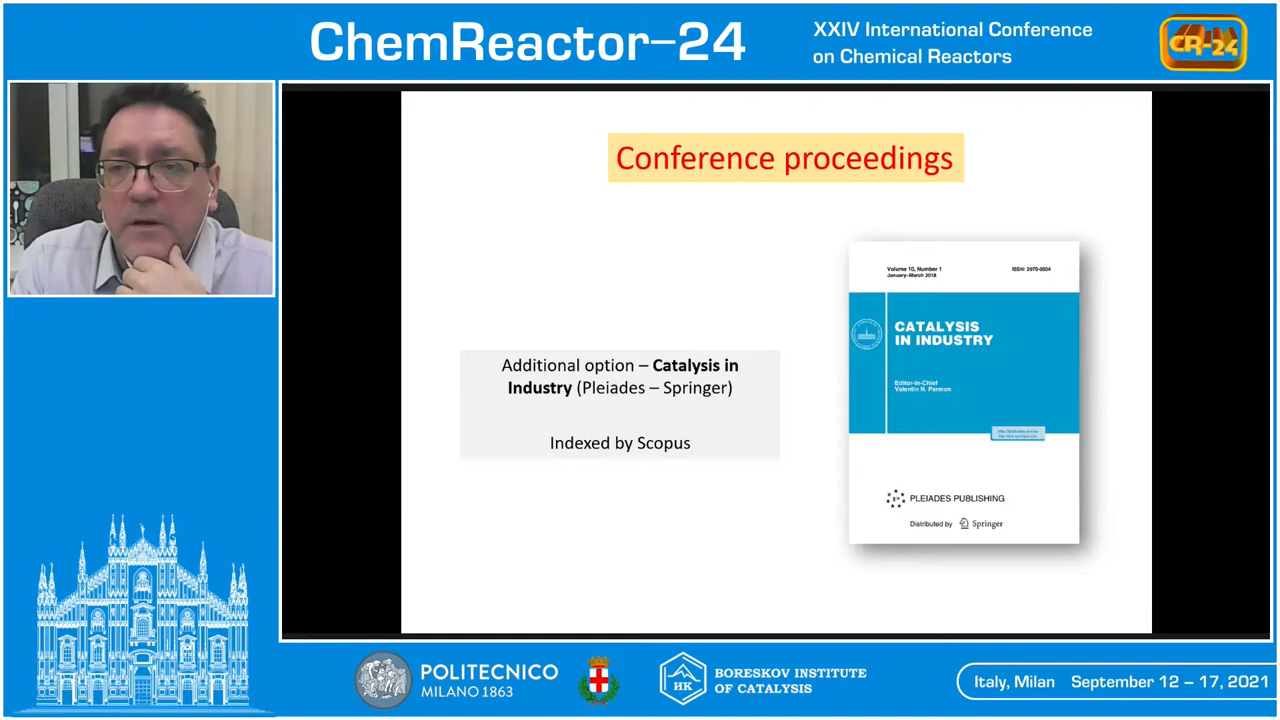 ChemReactor–24
XXIV International Conference
on Chemical Reactors
CR-24
Conference proceedings
Additional option – Catalysis in
Industry (Pleiades – Springer)
Indexed by Scopus
Volume 10, Number 1
January–March 2018
ISSN: 2070-0504
CATALYSIS
IN INDUSTRY
Editor-in-Chief
Valentin N. Parmon
PLEIADES PUBLISHING
Distributed by Springer
POLITECNICO
MILANO 1863
HK
BORESKOV INSTITUTE
OF CATALYSIS
Italy, Milan September 12 – 17, 2021